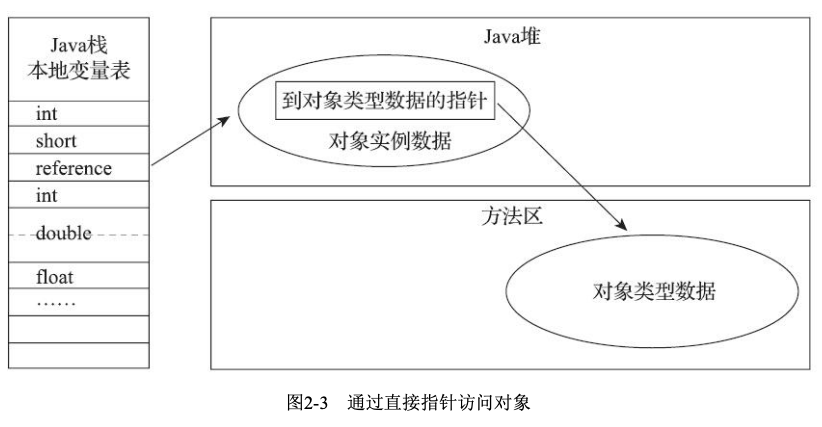 Java栈
本地变量表
int
short
reference
int
double
float
……
Java堆
到对象类型数据的指针
对象实例数据
方法区
对象类型数据
图2-3 通过直接指针访问对象